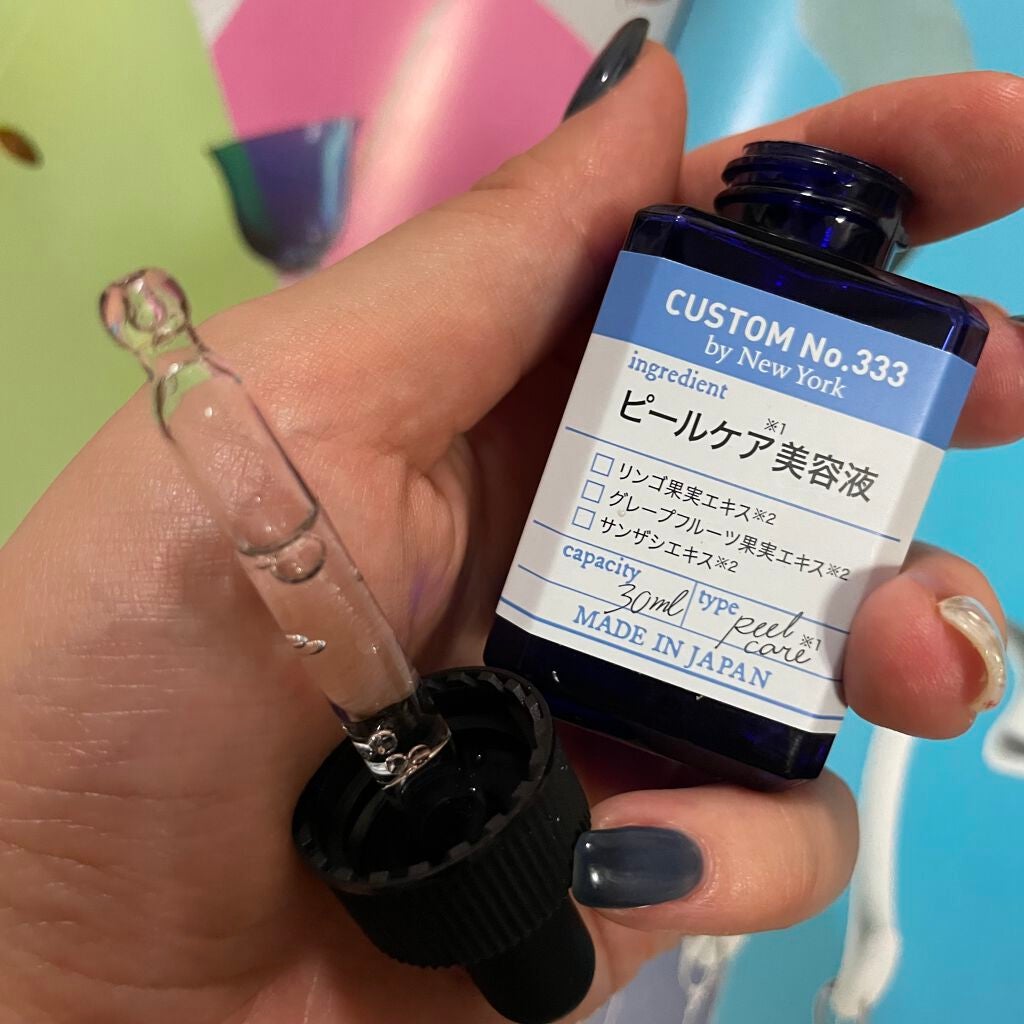 CUSTOM No.333
by New York
ingredient
ピールケア※1美容液
□ リンゴ果実エキス※2
□ グレープフルーツ果実エキス※2
□ サンザシエキス※2
capacity
30ml
type
peel
care※1
MADE IN JAPAN